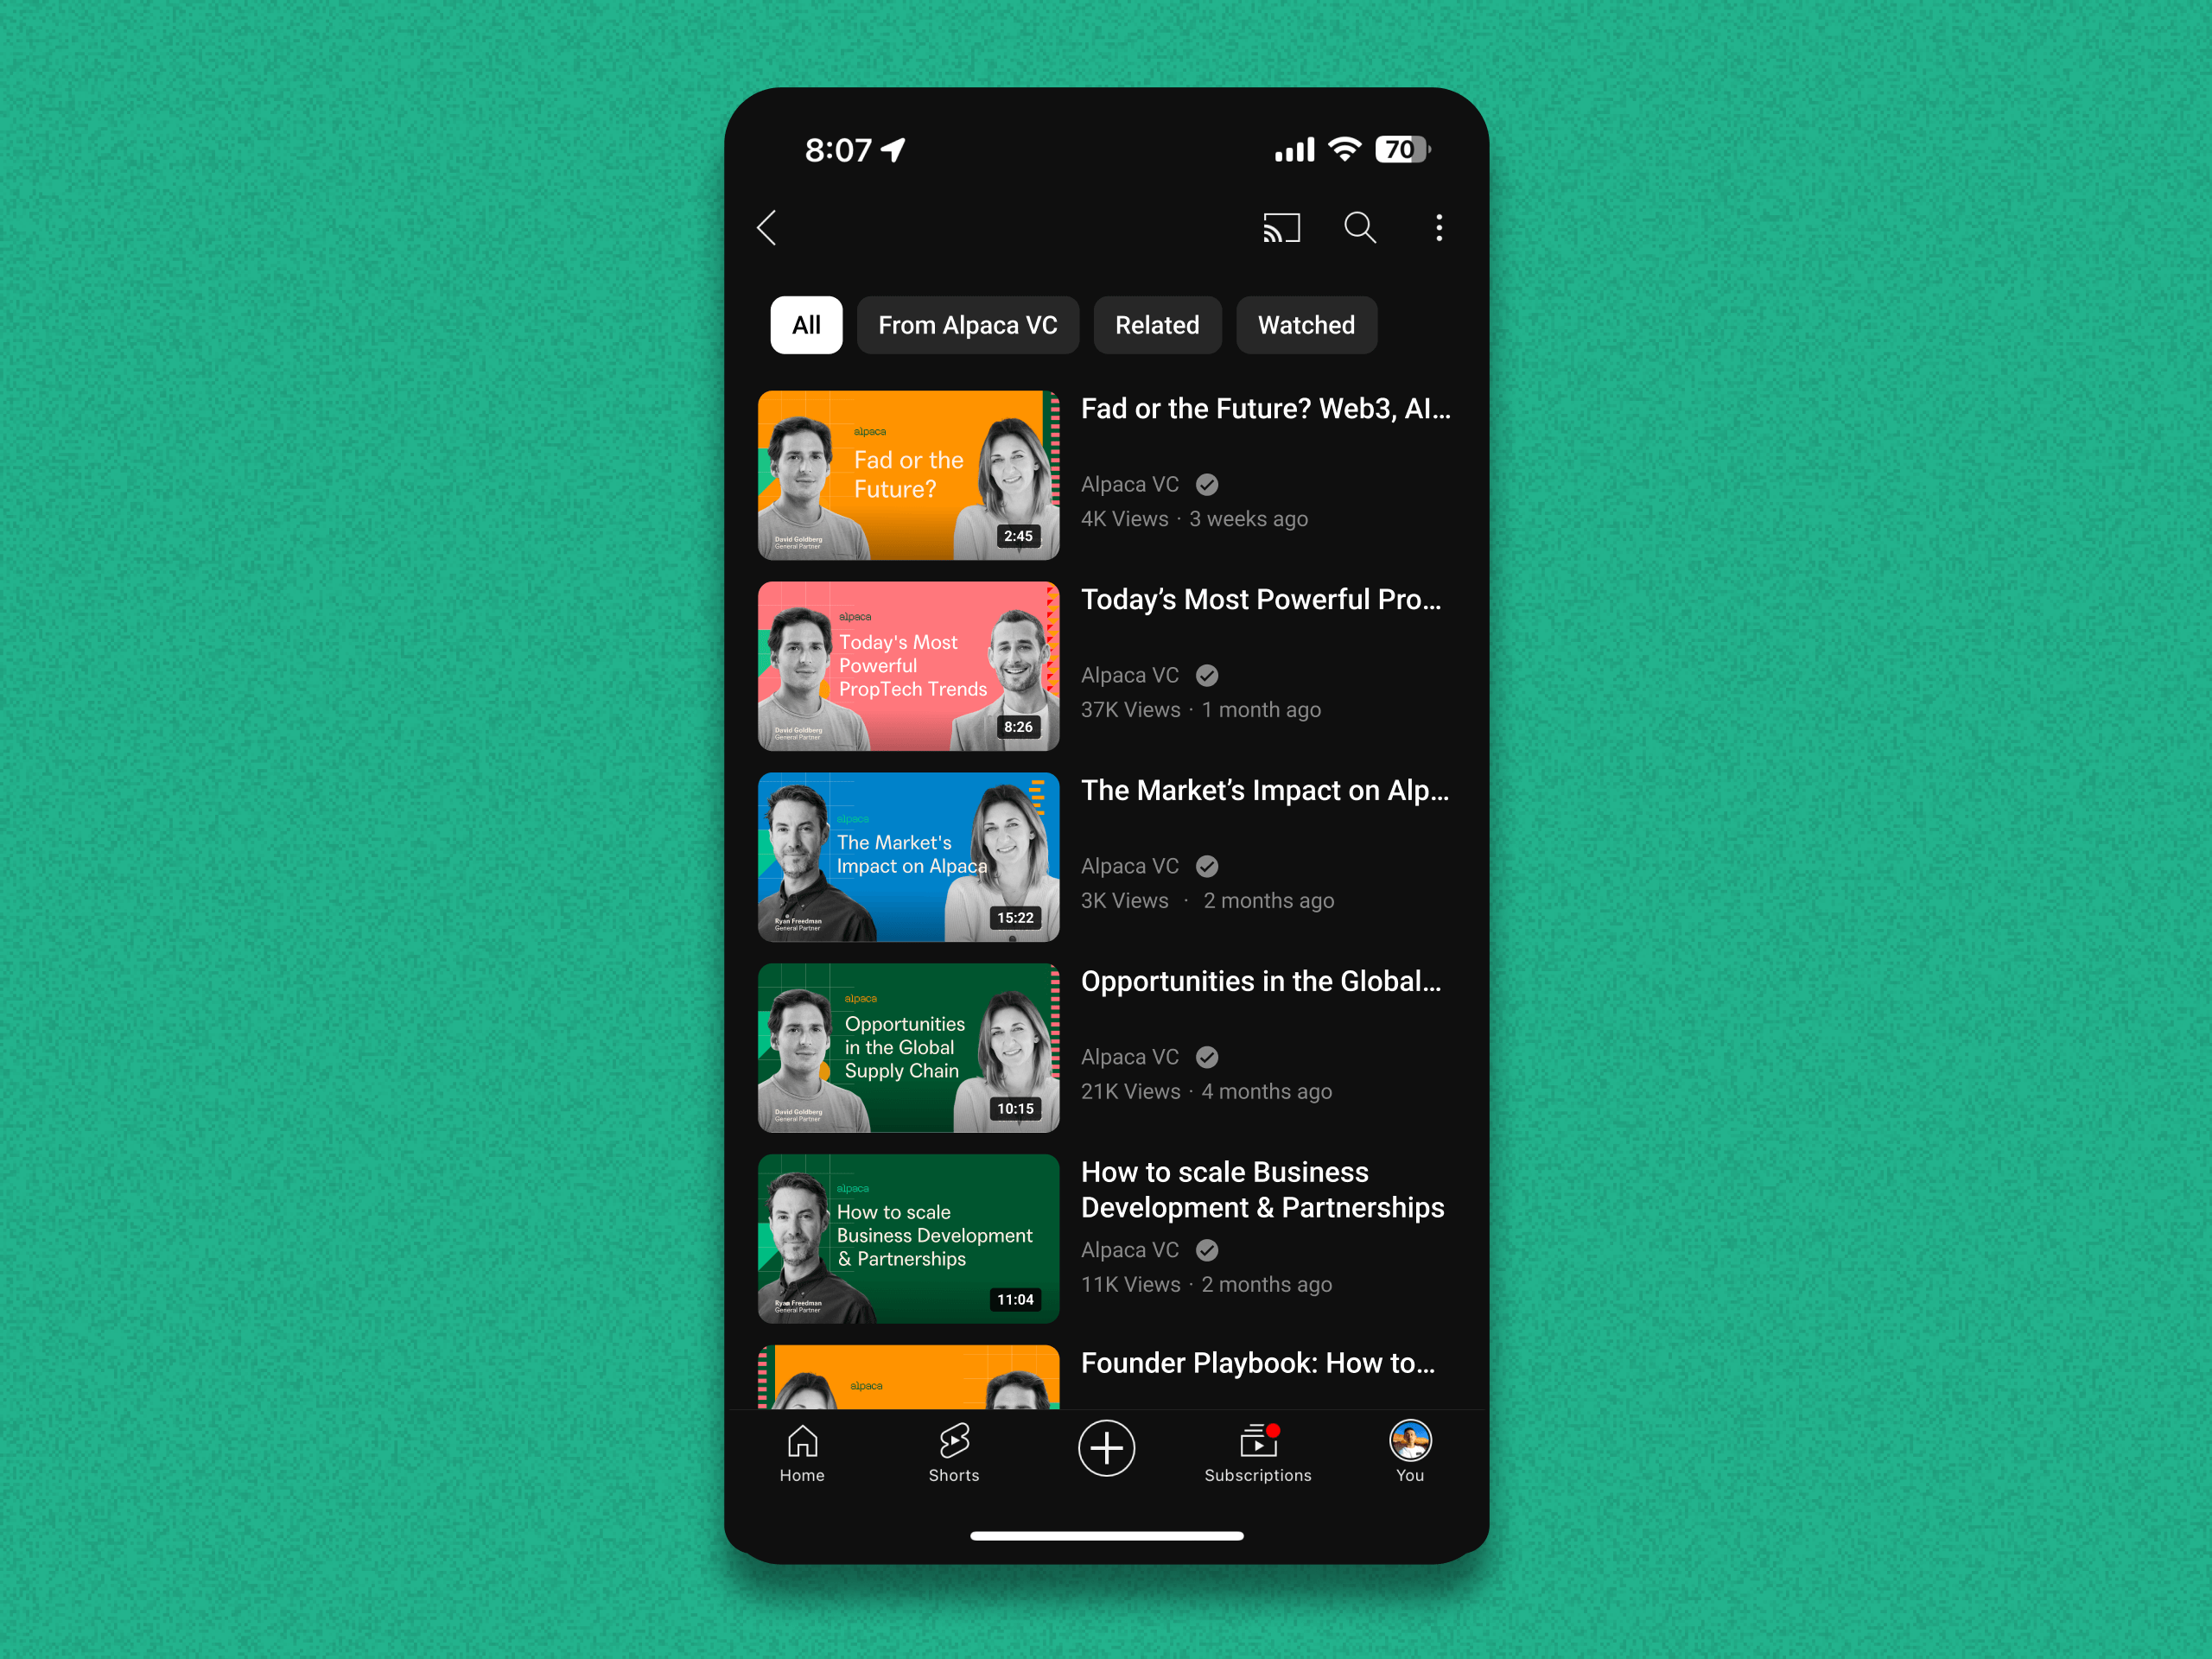 8:07
70
All
From Alpaca VC
Related
Watched
alpaca
Fad or the
Future?
David Goldberg
General Partner
2:45
Fad or the Future? Web3, AI...
Alpaca VC
4K Views · 3 weeks ago
alpaca
Today's Most
Powerful
PropTech Trends
David Goldberg
General Partner
8:26
Today’s Most Powerful Pro...
Alpaca VC
37K Views · 1 month ago
alpaca
The Market's
Impact on Alpaca
Ryan Freedman
General Partner
15:22
The Market’s Impact on Alp...
Alpaca VC
3K Views · 2 months ago
alpaca
Opportunities
in the Global
Supply Chain
David Goldberg
General Partner
10:15
Opportunities in the Global...
Alpaca VC
21K Views · 4 months ago
alpaca
How to scale
Business Development
& Partnerships
Ryan Freedman
General Partner
11:04
How to scale Business
Development & Partnerships
Alpaca VC
11K Views · 2 months ago
alpaca
Founder Playbook: How to...
Home
Shorts
Subscriptions
You